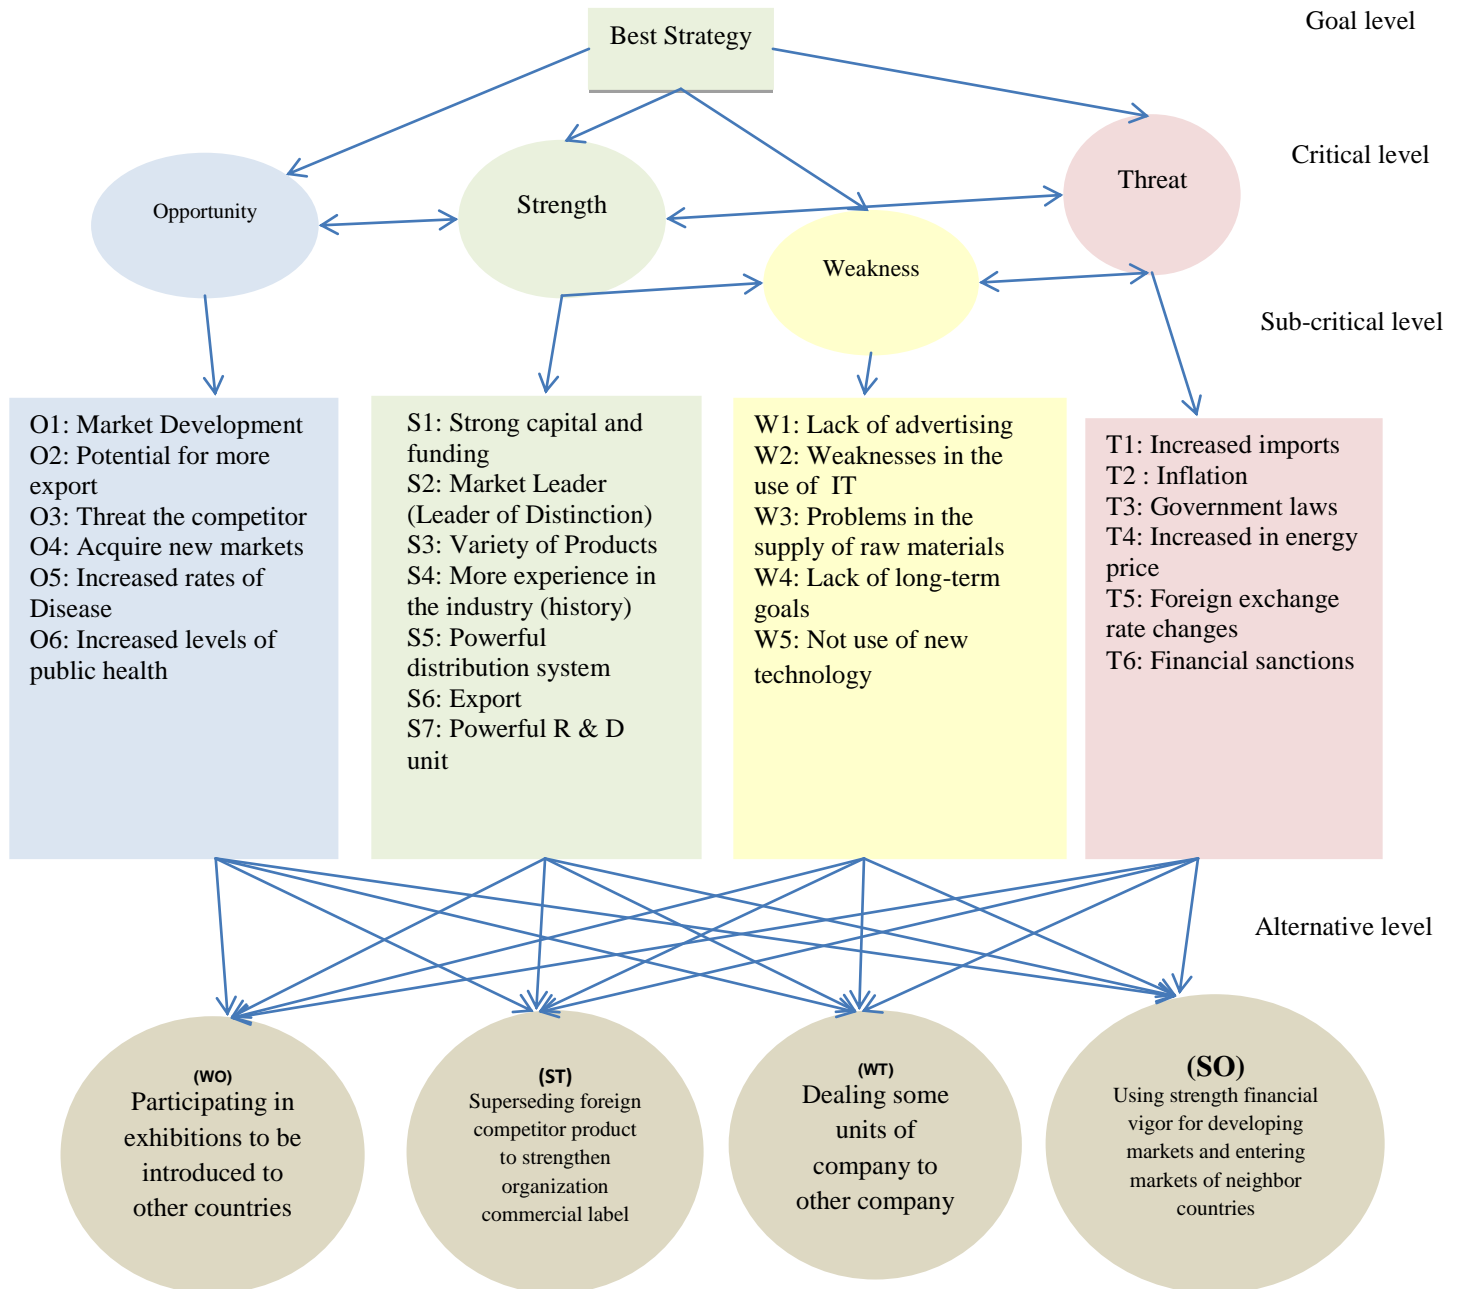 Best Strategy
Goal level
Critical level
Opportunity
Strength
Threat
Weakness
Sub-critical level
O1: Market Development
O2: Potential for more
export
O3: Threat the competitor
O4: Acquire new markets
O5: Increased rates of
Disease
O6: Increased levels of
public health
S1: Strong capital and
funding
S2: Market Leader
(Leader of Distinction)
S3: Variety of Products
S4: More experience in
the industry (history)
S5: Powerful
distribution system
S6: Export
S7: Powerful R & D
unit
W1: Lack of advertising
W2: Weaknesses in the
use of  IT
W3: Problems in the
supply of raw materials
W4: Lack of long-term
goals
W5: Not use of new
technology
T1: Increased imports
T2 : Inflation
T3: Government laws
T4: Increased in energy
price
T5: Foreign exchange
rate changes
T6: Financial sanctions
Alternative level
(WO)
Participating in
exhibitions to be
introduced to
other countries
(ST)
Superseding foreign
competitor product
to strengthen
organization
commercial label
(WT)
Dealing some
units of
company to
other company
(SO)
Using strength financial
vigor for developing
markets and entering
markets of neighbor
countries